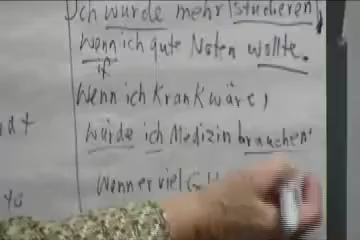 Ich würde mehr studieren,
Wenn ich gute Noten wollte.
if
Wenn ich Krank wäre,
würde ich Medizin brauchen.
Wenn er viel G